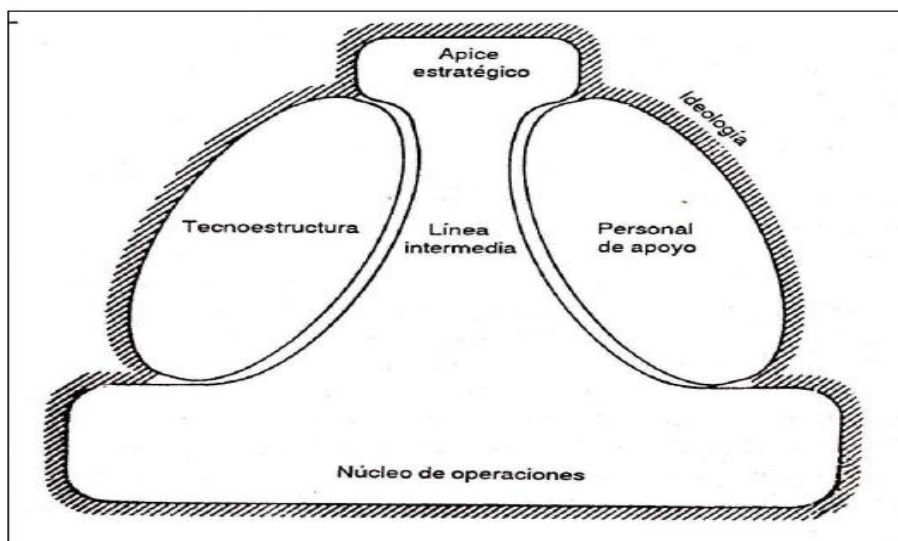 Apice
estratégico
Ideología
Tecnoestructura
Línea
intermedia
Personal
de apoyo
Núcleo de operaciones